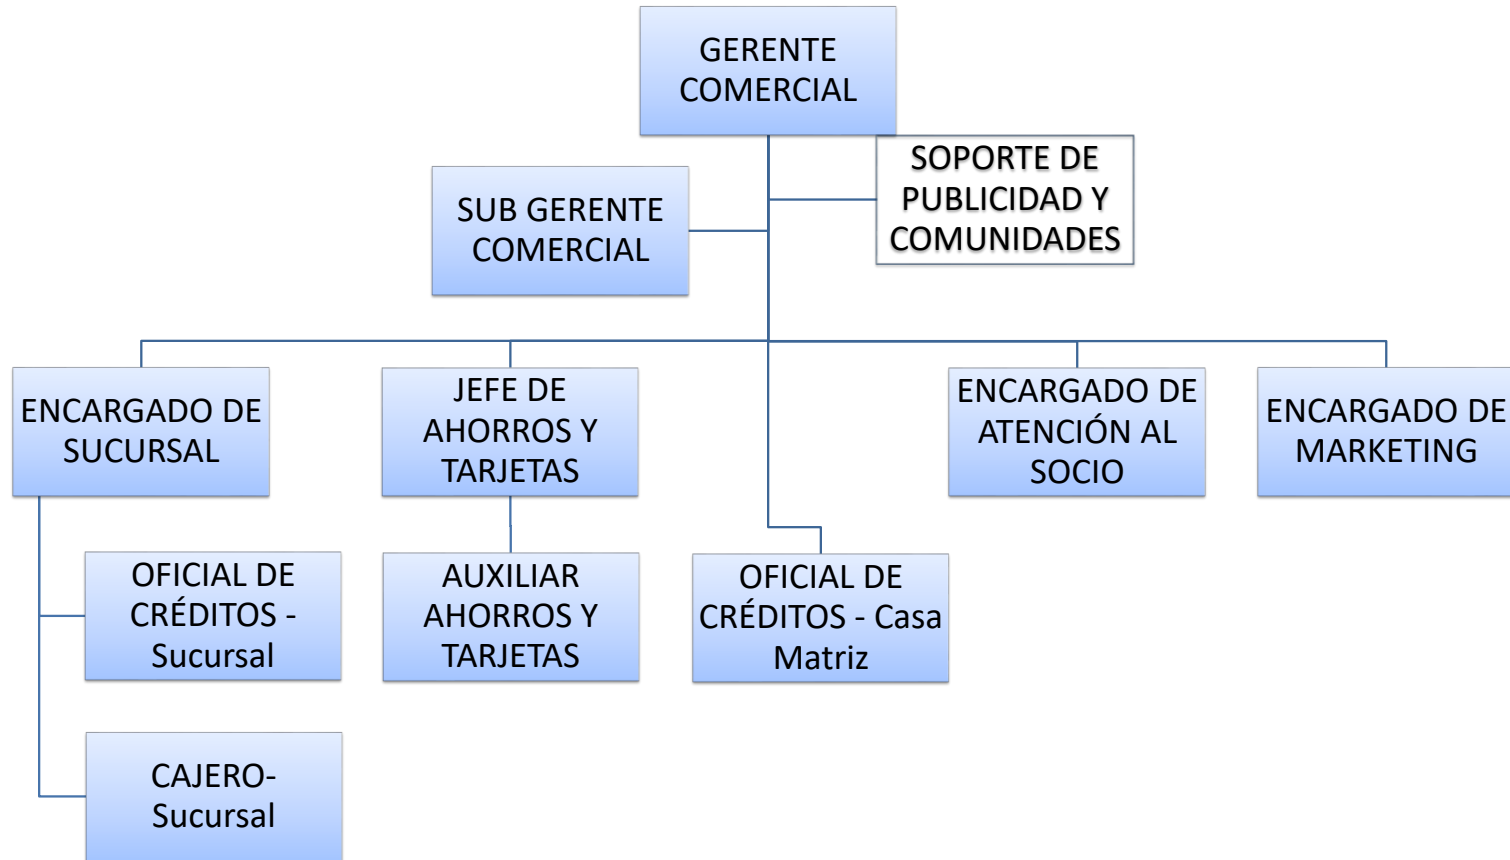 GERENTE
COMERCIAL
SOPORTE DE
PUBLICIDAD Y
COMUNIDADES
SUB GERENTE
COMERCIAL
ENCARGADO DE
SUCURSAL
JEFE DE
AHORROS Y
TARJETAS
ENCARGADO DE
ATENCIÓN AL
SOCIO
ENCARGADO DE
MARKETING
OFICIAL DE
CRÉDITOS -
Sucursal
AUXILIAR
AHORROS Y
TARJETAS
OFICIAL DE
CRÉDITOS - Casa
Matriz
CAJERO-
Sucursal